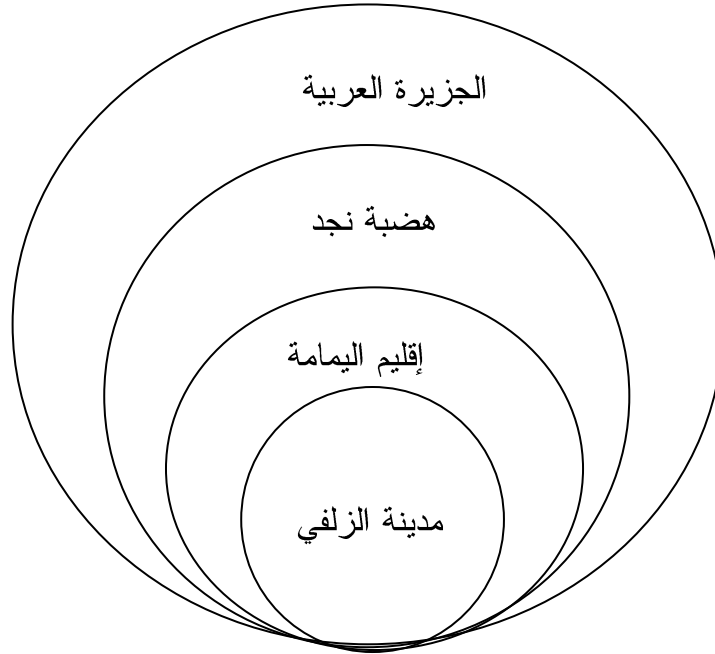 الجزيرة العربية
هضبة نجد
إقليم اليمامة
مدينة الزلفي